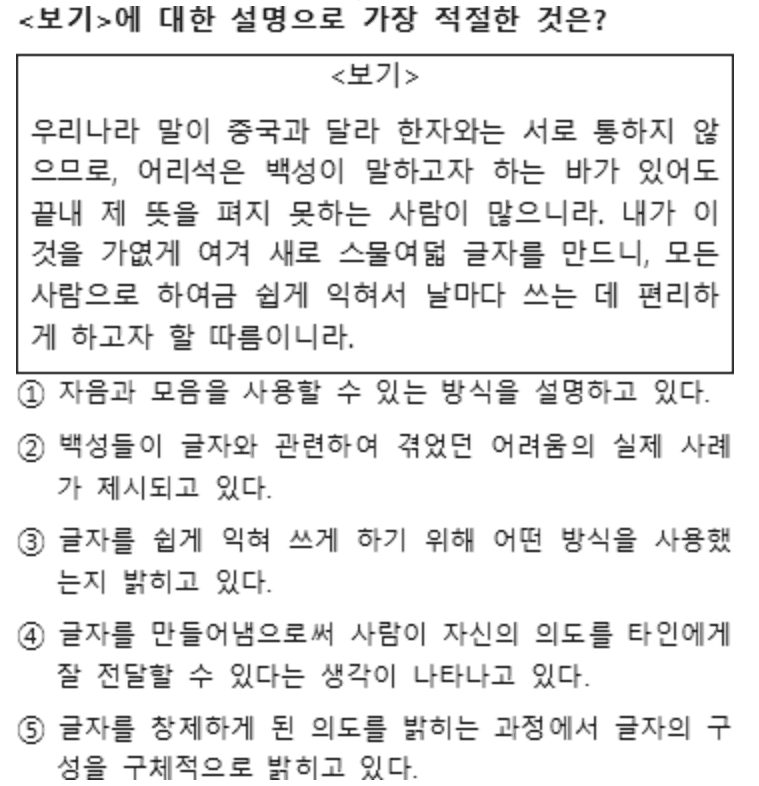 <보기>에 대한 설명으로 가장 적절한 것은?
<보기>
우리나라 말이 중국과 달라 한자와는 서로 통하지 않
으므로, 어리석은 백성이 말하고자 하는 바가 있어도
끝내 제 뜻을 펴지 못하는 사람이 많으니라. 내가 이
것을 가엾게 여겨 새로 스물여덟 글자를 만드니, 모든
사람으로 하여금 쉽게 익혀서 날마다 쓰는 데 편리하
게 하고자 할 따름이니라.
① 자음과 모음을 사용할 수 있는 방식을 설명하고 있다.
② 백성들이 글자와 관련하여 겪었던 어려움의 실제 사례
가 제시되고 있다.
③ 글자를 쉽게 익혀 쓰게 하기 위해 어떤 방식을 사용했
는지 밝히고 있다.
④ 글자를 만들어냄으로써 사람이 자신의 의도를 타인에게
잘 전달할 수 있다는 생각이 나타나고 있다.
⑤ 글자를 창제하게 된 의도를 밝히는 과정에서 글자의 구
성을 구체적으로 밝히고 있다.